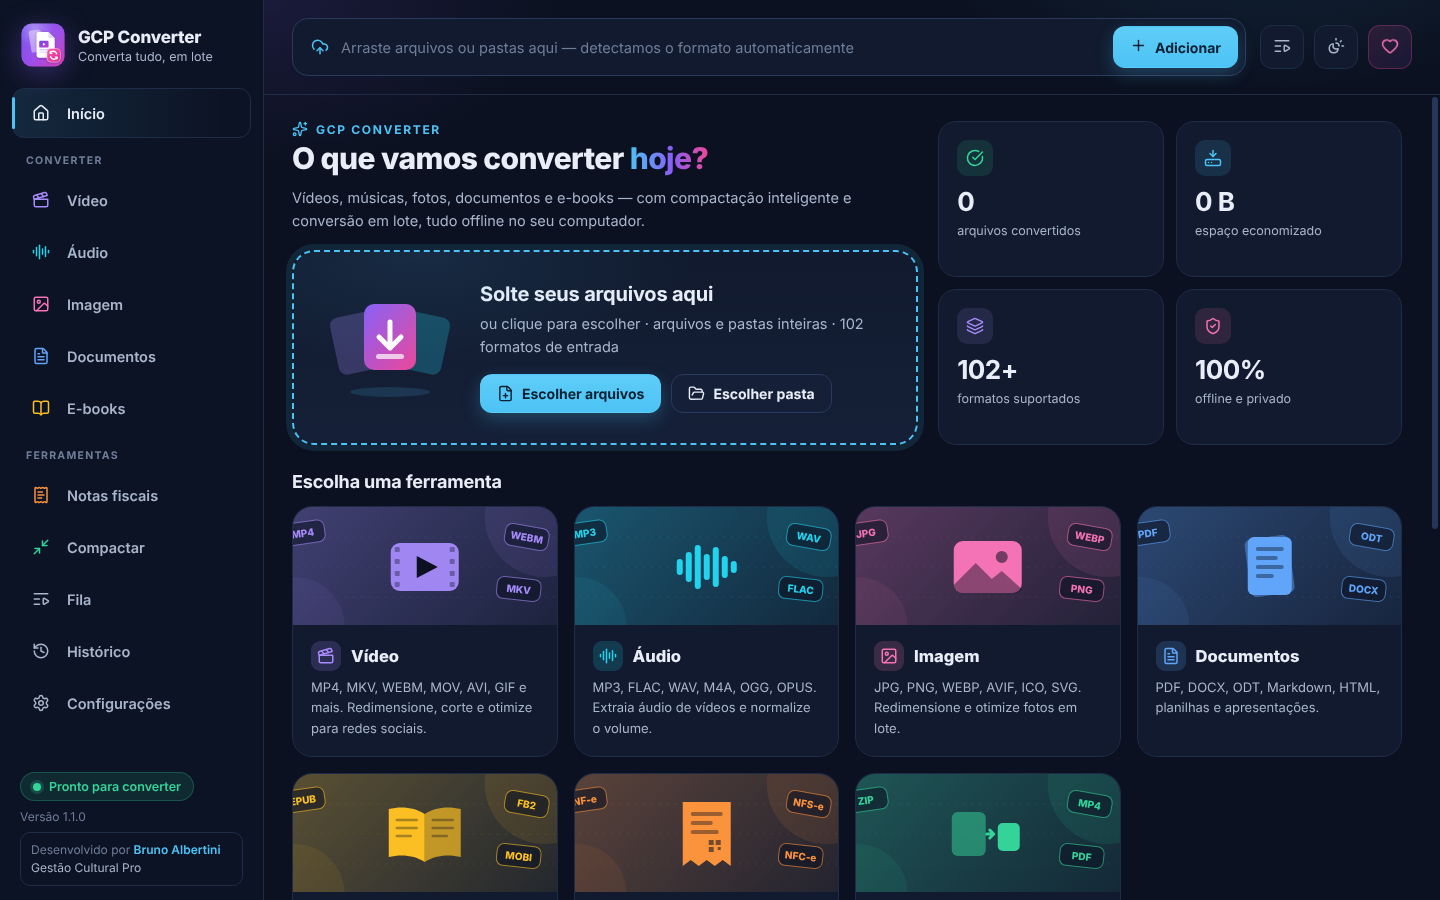 GCP Converter
Converta tudo, em lote
Início
CONVERTER
Vídeo
Áudio
Imagem
Documentos
E-books
FERRAMENTAS
Notas fiscais
Compactar
Fila
Histórico
Configurações
Pronto para converter
Versão 1.1.0
Desenvolvido por Bruno Albertini
Gestão Cultural Pro
Arraste arquivos ou pastas aqui — detectamos o formato automaticamente
Adicionar
GCP CONVERTER
O que vamos converter hoje?
Vídeos, músicas, fotos, documentos e e-books — com compactação inteligente e
conversão em lote, tudo offline no seu computador.
Solte seus arquivos aqui
ou clique para escolher · arquivos e pastas inteiras · 102
formatos de entrada
Escolher arquivos
Escolher pasta
0
arquivos convertidos
0 B
espaço economizado
102+
formatos suportados
100%
offline e privado
Escolha uma ferramenta
MP4
WEBM
MKV
Vídeo
MP4, MKV, WEBM, MOV, AVI, GIF e
mais. Redimensione, corte e otimize
para redes sociais.
MP3
WAV
FLAC
Áudio
MP3, FLAC, WAV, M4A, OGG, OPUS.
Extraia áudio de vídeos e normalize
o volume.
JPG
WEBP
PNG
Imagem
JPG, PNG, WEBP, AVIF, ICO, SVG.
Redimensione e otimize fotos em
lote.
PDF
ODT
DOCX
Documentos
PDF, DOCX, ODT, Markdown, HTML,
planilhas e apresentações.
EPUB
FB2
MOBI
NF-e
NFS-e
NFC-e
ZIP
MP4
PDF